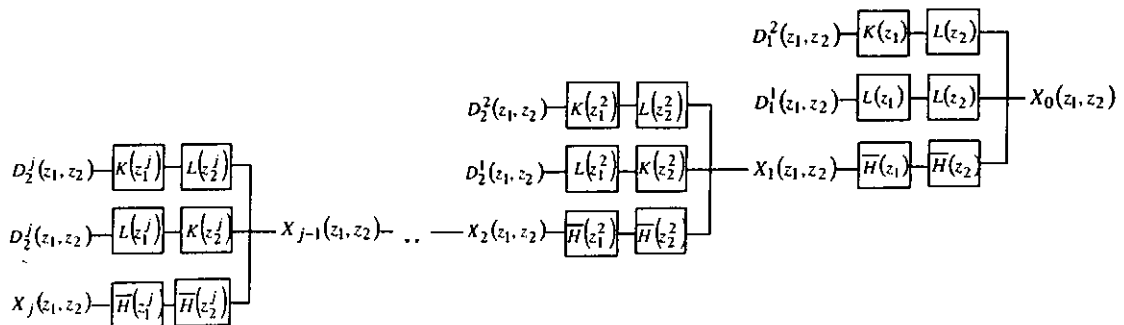 D_1^2(z_1, z_2) K(z_1) L(z_2)
D_1^1(z_1, z_2) L(z_1) L(z_2) X_0(z_1, z_2)
D_2^2(z_1, z_2) K(z_1^2) L(z_2^2)
D_2^1(z_1, z_2) L(z_1^2) K(z_2^2) X_1(z_1, z_2) H̅(z_1) H̅(z_2)
D_2^j(z_1, z_2) K(z_1^j) L(z_2^j)
D_2^j(z_1, z_2) L(z_1^j) K(z_2^j) X_{j-1}(z_1, z_2) .. X_2(z_1, z_2) H̅(z_1^2) H̅(z_2^2)
X_j(z_1, z_2) H̅(z_1^j) H̅(z_2^j)